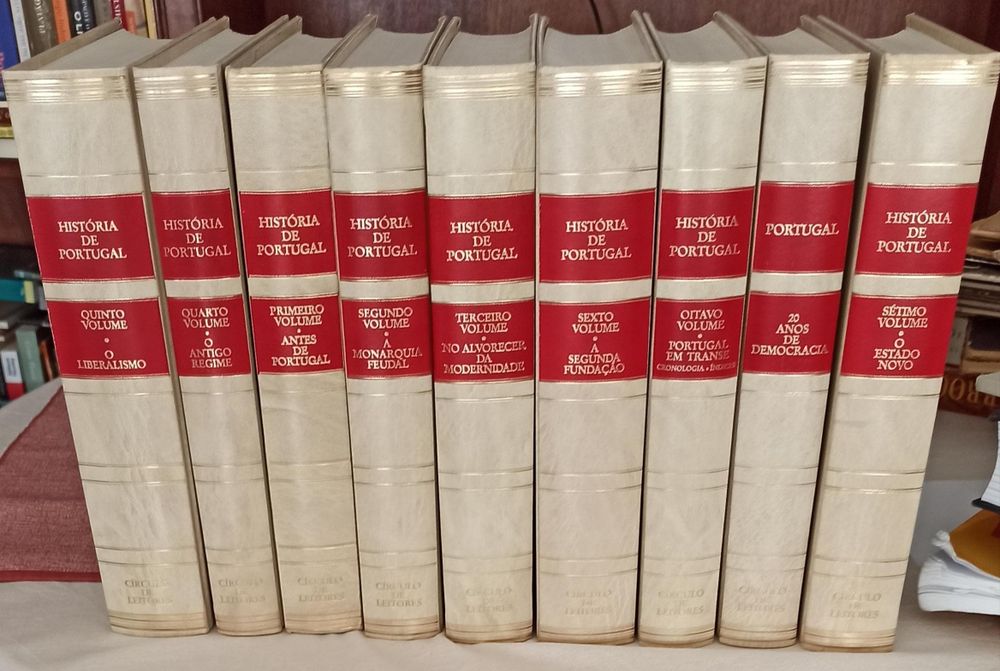 HISTÓRIA
DE
PORTUGAL
QUINTO
VOLUME
•
O
LIBERALISMO
CÍRCULO
DE
LEITORES
HISTÓRIA
DE
PORTUGAL
QUARTO
VOLUME
•
O
ANTIGO
REGIME
CÍRCULO
DE
LEITORES
HISTÓRIA
DE
PORTUGAL
PRIMEIRO
VOLUME
•
ANTES
DE
PORTUGAL
CÍRCULO
DE
LEITORES
HISTÓRIA
DE
PORTUGAL
SEGUNDO
VOLUME
•
A
MONARQUIA
FEUDAL
CÍRCULO
DE
LEITORES
HISTÓRIA
DE
PORTUGAL
TERCEIRO
VOLUME
•
NO ALVORECER
DA
MODERNIDADE
CÍRCULO
DE
LEITORES
HISTÓRIA
DE
PORTUGAL
SEXTO
VOLUME
•
A
SEGUNDA
FUNDAÇÃO
CÍRCULO
DE
LEITORES
HISTÓRIA
DE
PORTUGAL
OITAVO
VOLUME
•
PORTUGAL
EM TRANSE
CRONOLOGIA • ÍNDICES
CÍRCULO
DE
LEITORES
PORTUGAL
20
ANOS
DE
DEMOCRACIA
CÍRCULO
DE
LEITORES
HISTÓRIA
DE
PORTUGAL
SÉTIMO
VOLUME
•
O
ESTADO
NOVO
CÍRCULO
DE
LEITORES